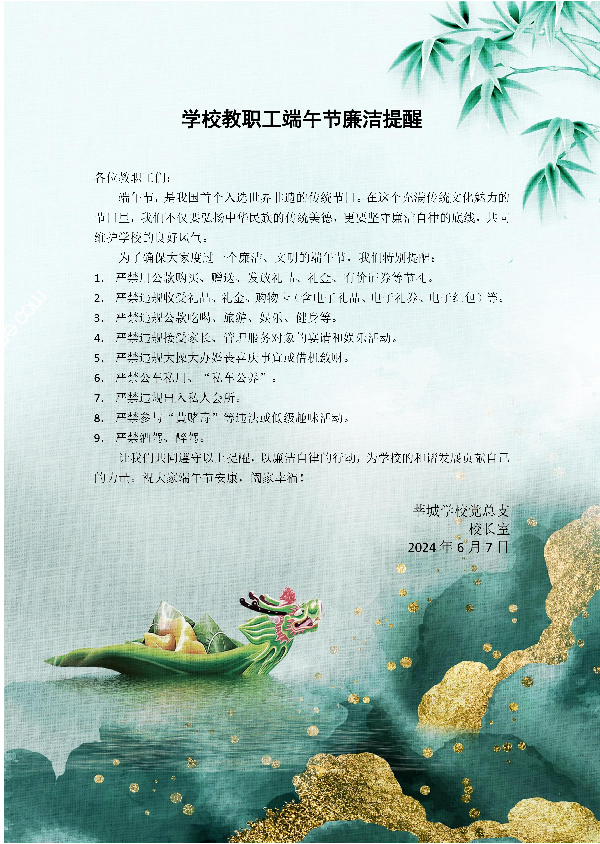 学校教职工端午节廉洁提醒
各位教职工们：
端午节，是我国首个入选世界非遗的传统节日。在这个充满传统文化魅力的
节日里，我们不仅要弘扬中华民族的传统美德，更要坚守廉洁自律的底线，共同
维护学校的良好风气。
为了确保大家度过一个廉洁、文明的端午节，我们特别提醒：
1. 严禁用公款购买、赠送、发放礼品、礼金、有价证券等节礼。
2. 严禁违规收受礼品、礼金、购物卡（含电子礼品、电子礼券、电子红包）等。
3. 严禁违规公款吃喝、旅游、娱乐、健身等。
4. 严禁违规接受家长、管理服务对象的宴请和娱乐活动。
5. 严禁违规大操大办婚丧喜庆事宜或借机敛财。
6. 严禁公车私用、“私车公养”。
7. 严禁违规出入私人会所。
8. 严禁参与“黄赌毒”等违法或低级趣味活动。
9. 严禁酒驾、醉驾。
让我们共同遵守以上提醒，以廉洁自律的行动，为学校的和谐发展贡献自己
的力量。祝大家端午节安康，阖家幸福！
莘城学校党总支
校长室
2024 年 6 月 7 日